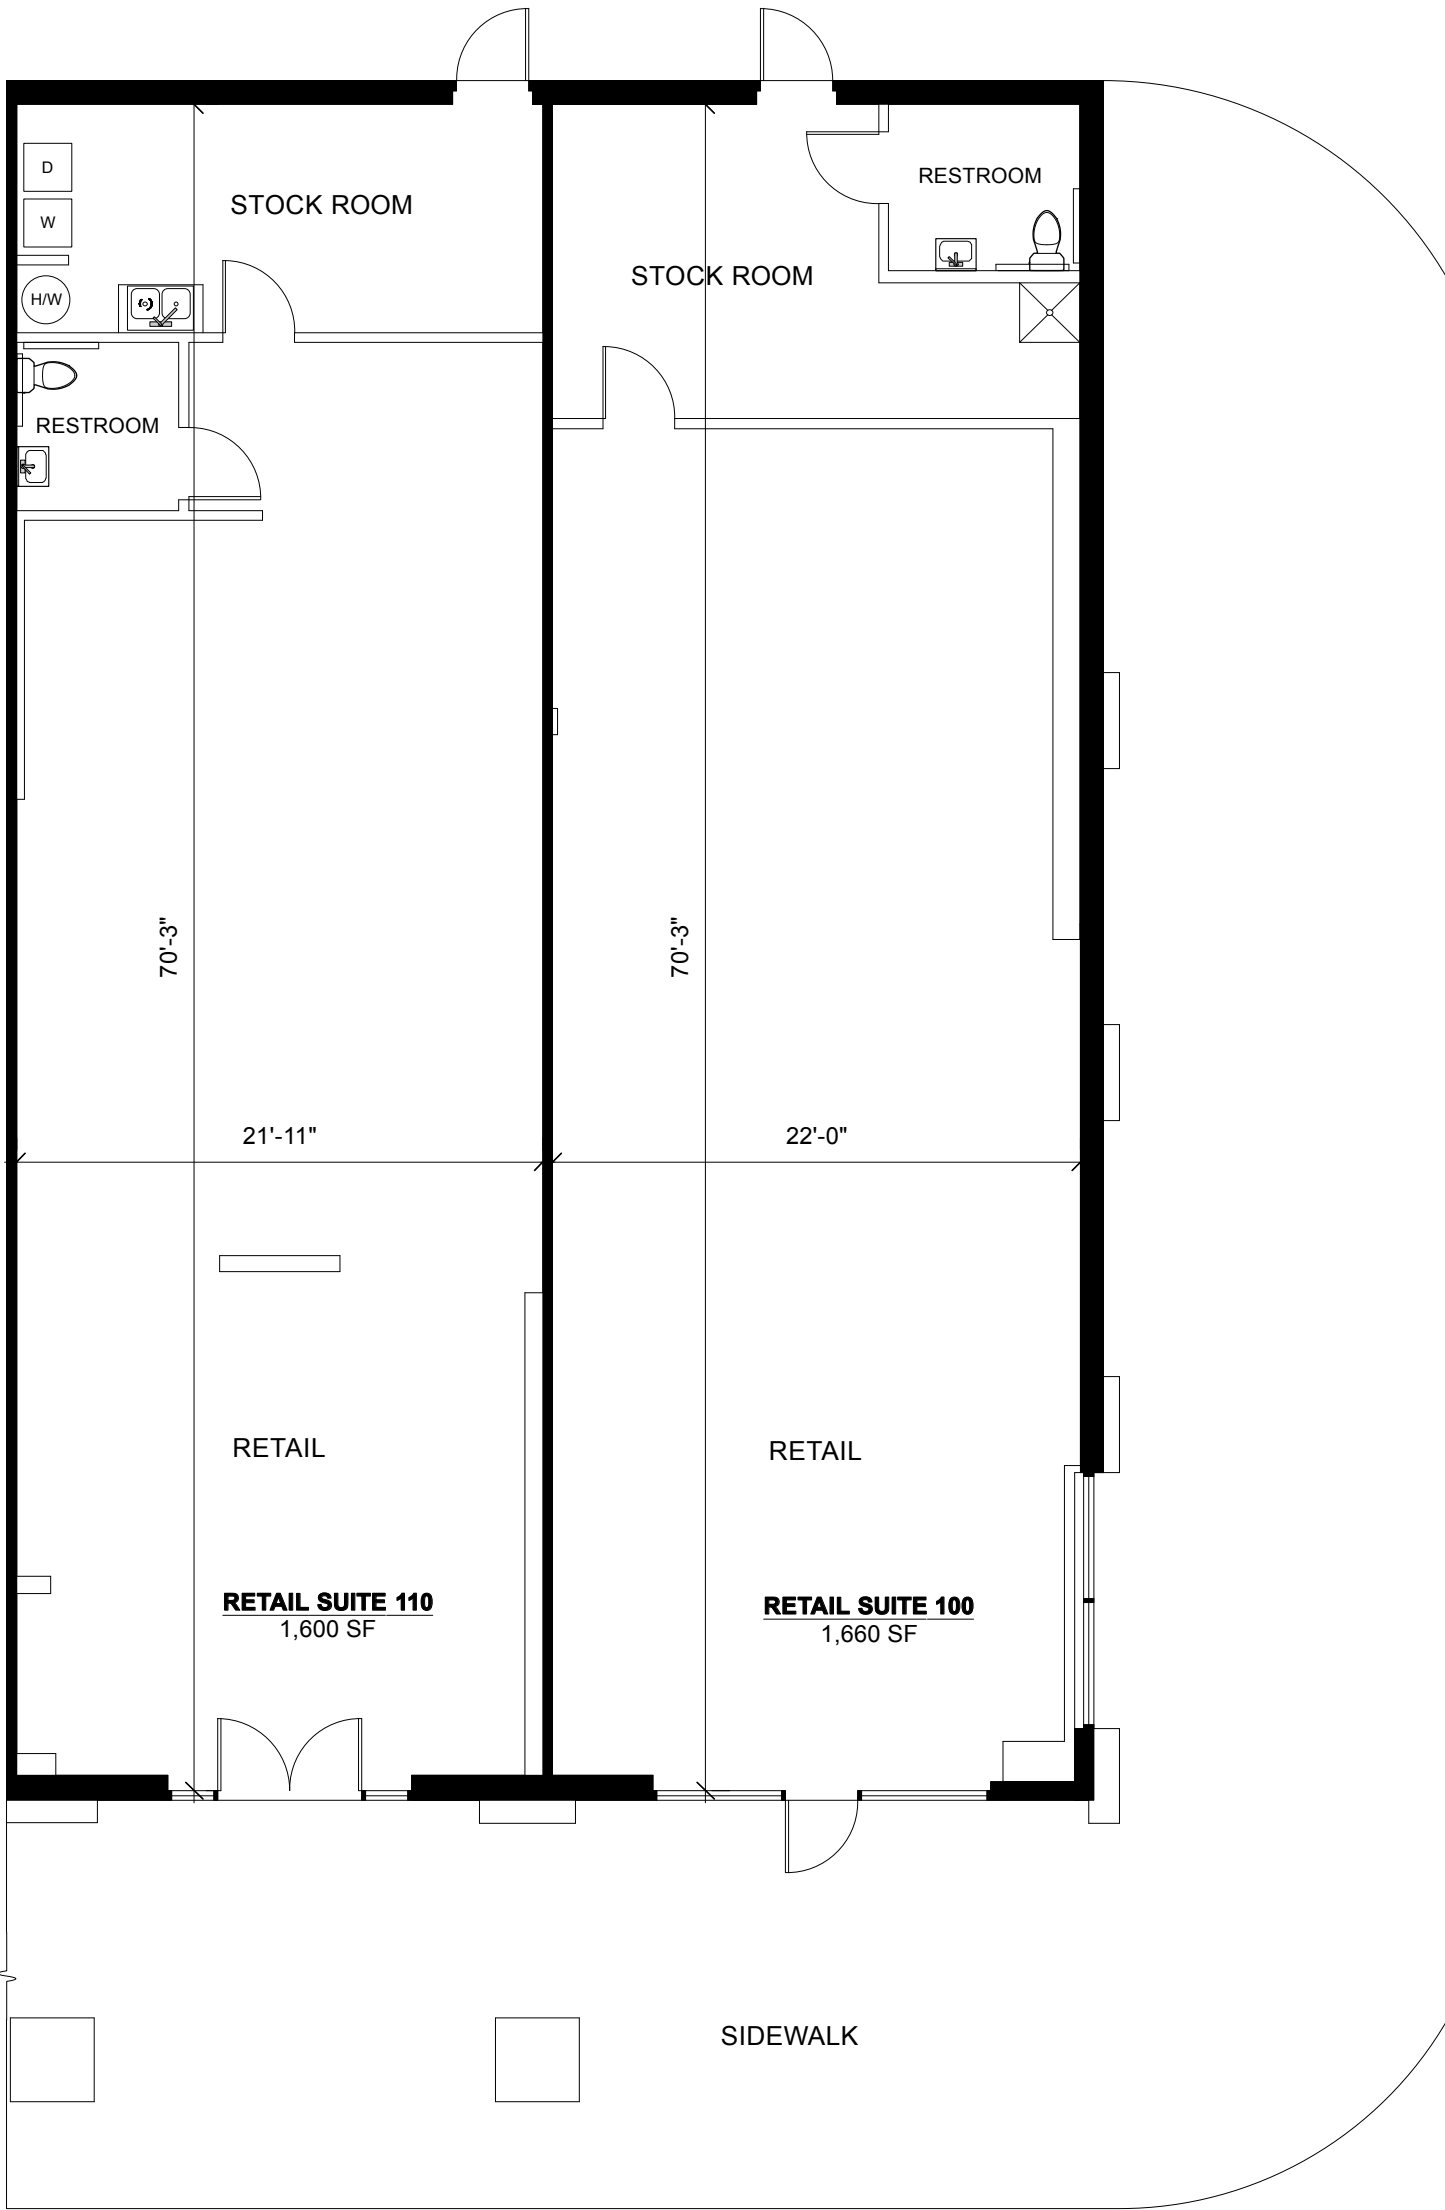 RESTROOM
D
STOCK ROOM
W
STOCK ROOM
H/W
RESTROOM
70'-3"
70'-3"
21'-11"
22'-0"
RETAIL
RETAIL
RETAIL SUITE 110
1,600 SF
RETAIL SUITE 100
1,660 SF
SIDEWALK